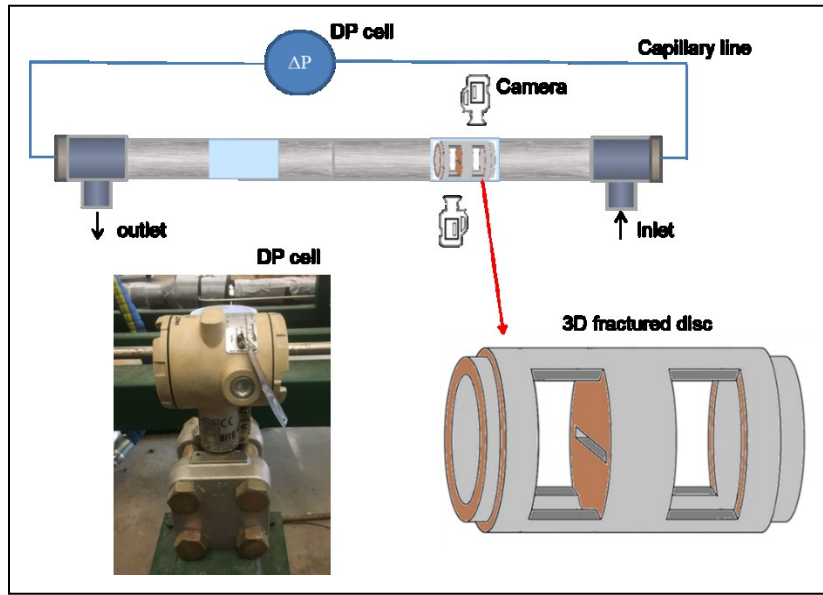 DP cell
ΔP
Capillary line
Camera
outlet
Inlet
DP cell
3D fractured disc